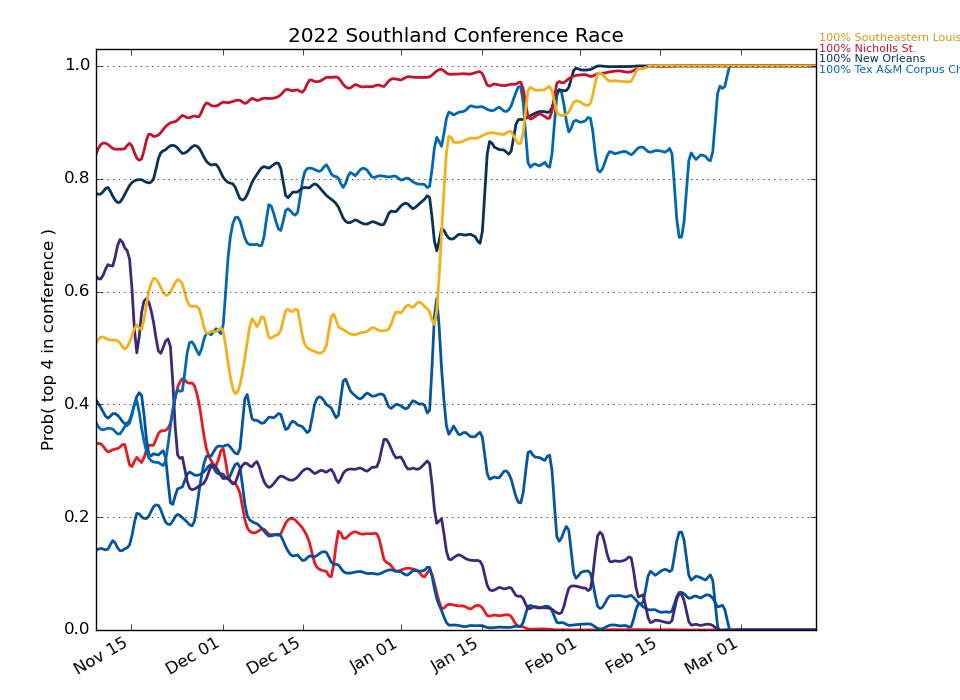 2022 Southland Conference Race
100% Southeastern Louis
100% Nicholls St.
100% New Orleans
100% Tex A&M Corpus Ch
Prob( top 4 in conference )
1.0
0.8
0.6
0.4
0.2
0.0
Nov 15
Dec 01
Dec 15
Jan 01
Jan 15
Feb 01
Feb 15
Mar 01